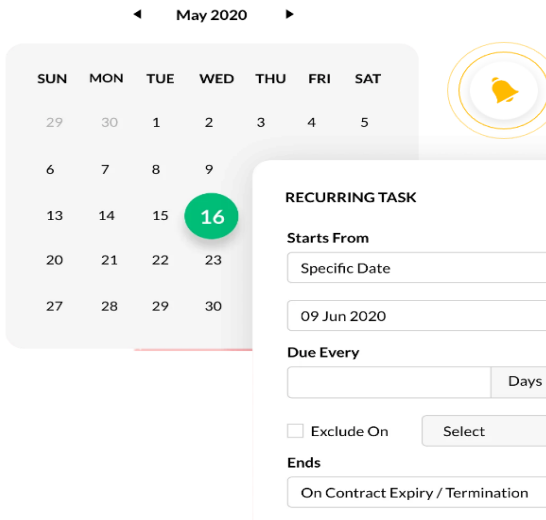 May 2020
SUN MON TUE WED THU FRI SAT
29 30 1 2 3 4 5
6 7 8 9
13 14 15 16
20 21 22 23
27 28 29 30
RECURRING TASK
Starts From
Specific Date
09 Jun 2020
Due Every
Days
Exclude On Select
Ends
On Contract Expiry / Termination